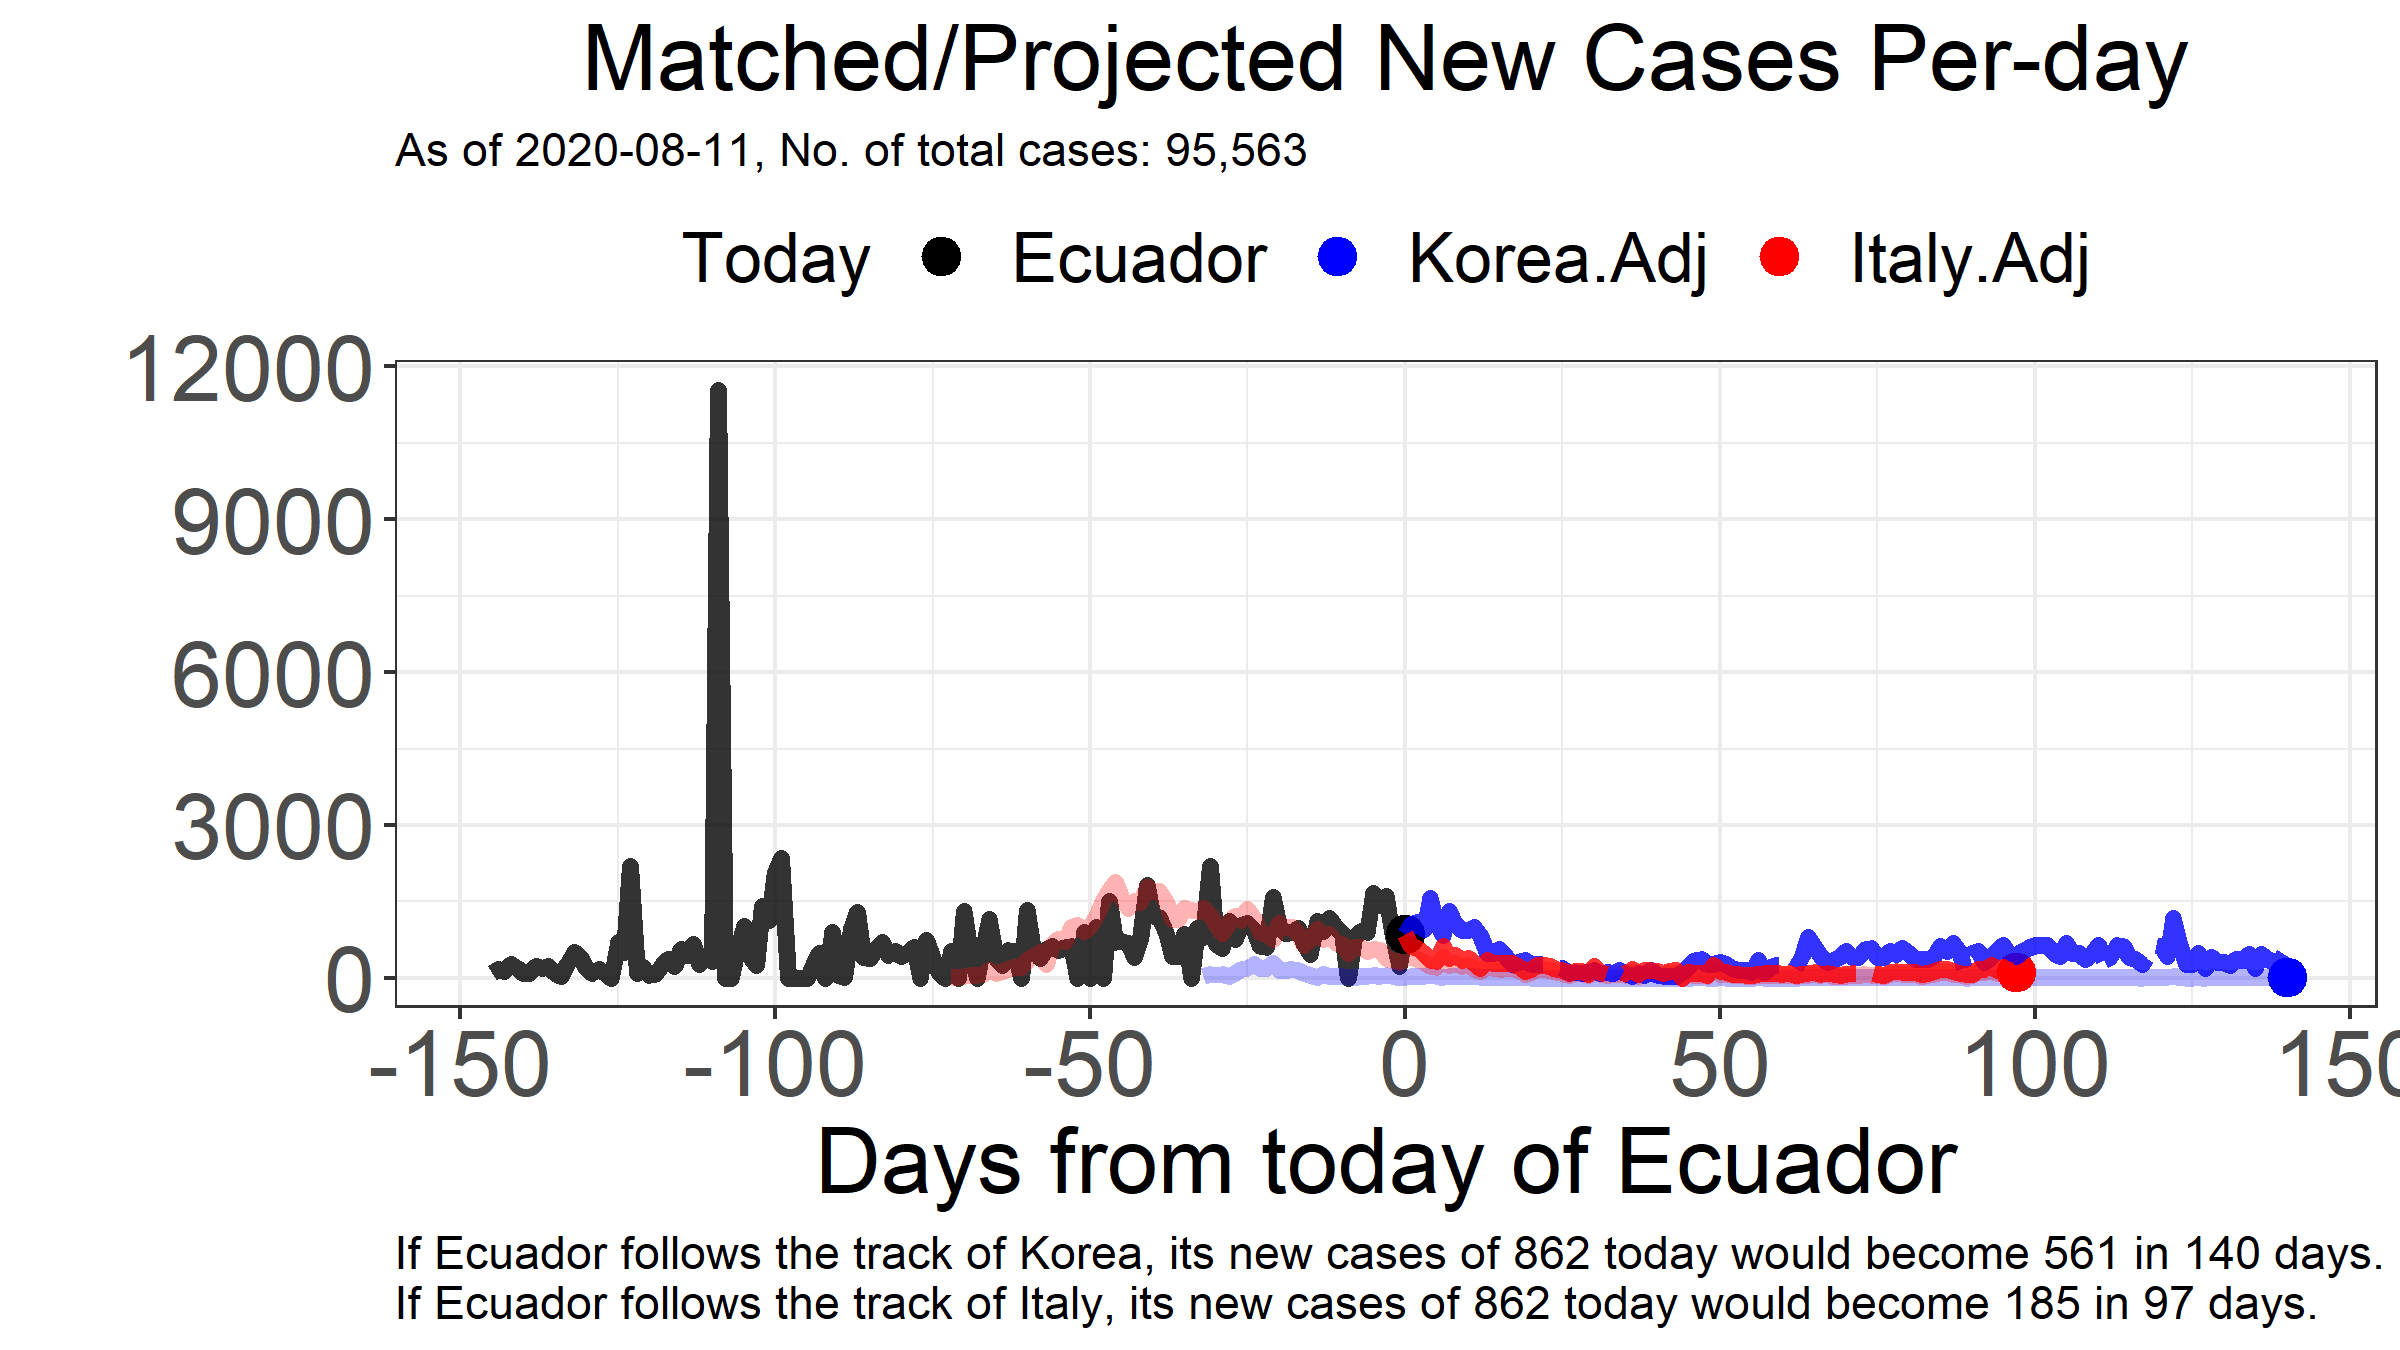 Matched/Projected New Cases Per-day
As of 2020-08-11, No. of total cases: 95,563
Today Ecuador Korea.Adj Italy.Adj
12000
9000
6000
3000
0
-150 -100 -50 0 50 100 150
Days from today of Ecuador
If Ecuador follows the track of Korea, its new cases of 862 today would become 561 in 140 days.
If Ecuador follows the track of Italy, its new cases of 862 today would become 185 in 97 days.